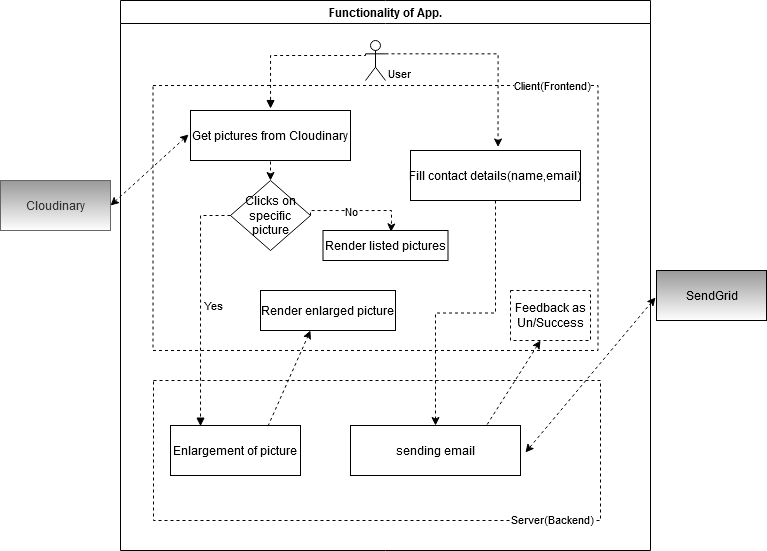 Functionality of App.
User
Client(Frontend)
Get pictures from Cloudinary
Fill contact details(name,email)
Cloudinary
Clicks on
specific
picture
No
Render listed pictures
Yes
Render enlarged picture
Feedback as
Un/Success
SendGrid
Enlargement of picture
sending email
Server(Backend)